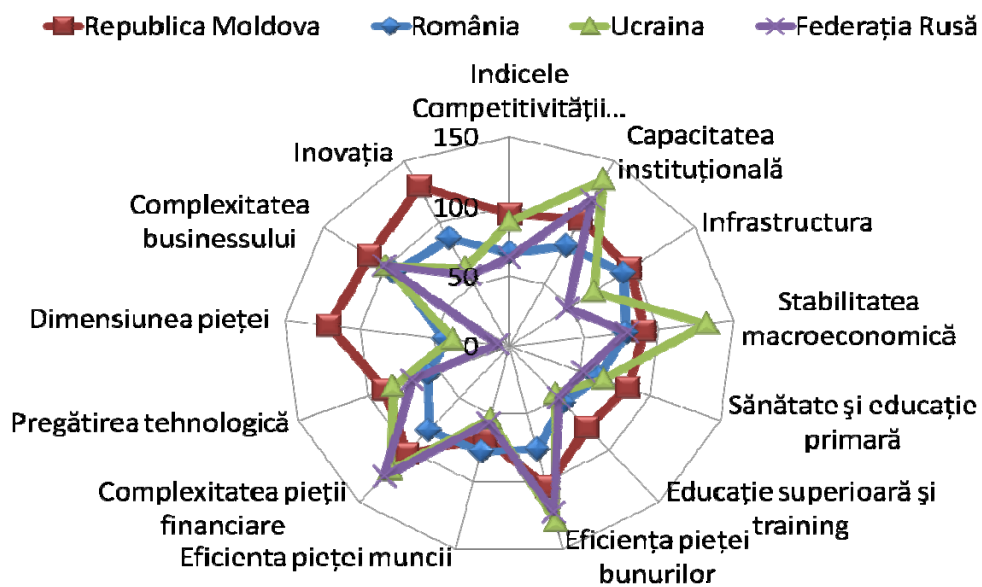 Republica Moldova România Ucraina Federația Rusă
Indicele
Competitivității...
Capacitatea
instituțională
Infrastructura
Stabilitatea
macroeconomică
Sănătate și educație
primară
Educație superioară și
training
Eficiența pieței
bunurilor
Eficienta pieței muncii
Complexitatea pieții
financiare
Pregătirea tehnologică
Dimensiunea pieței
Complexitatea
businessului
Inovația
150
100
50
0